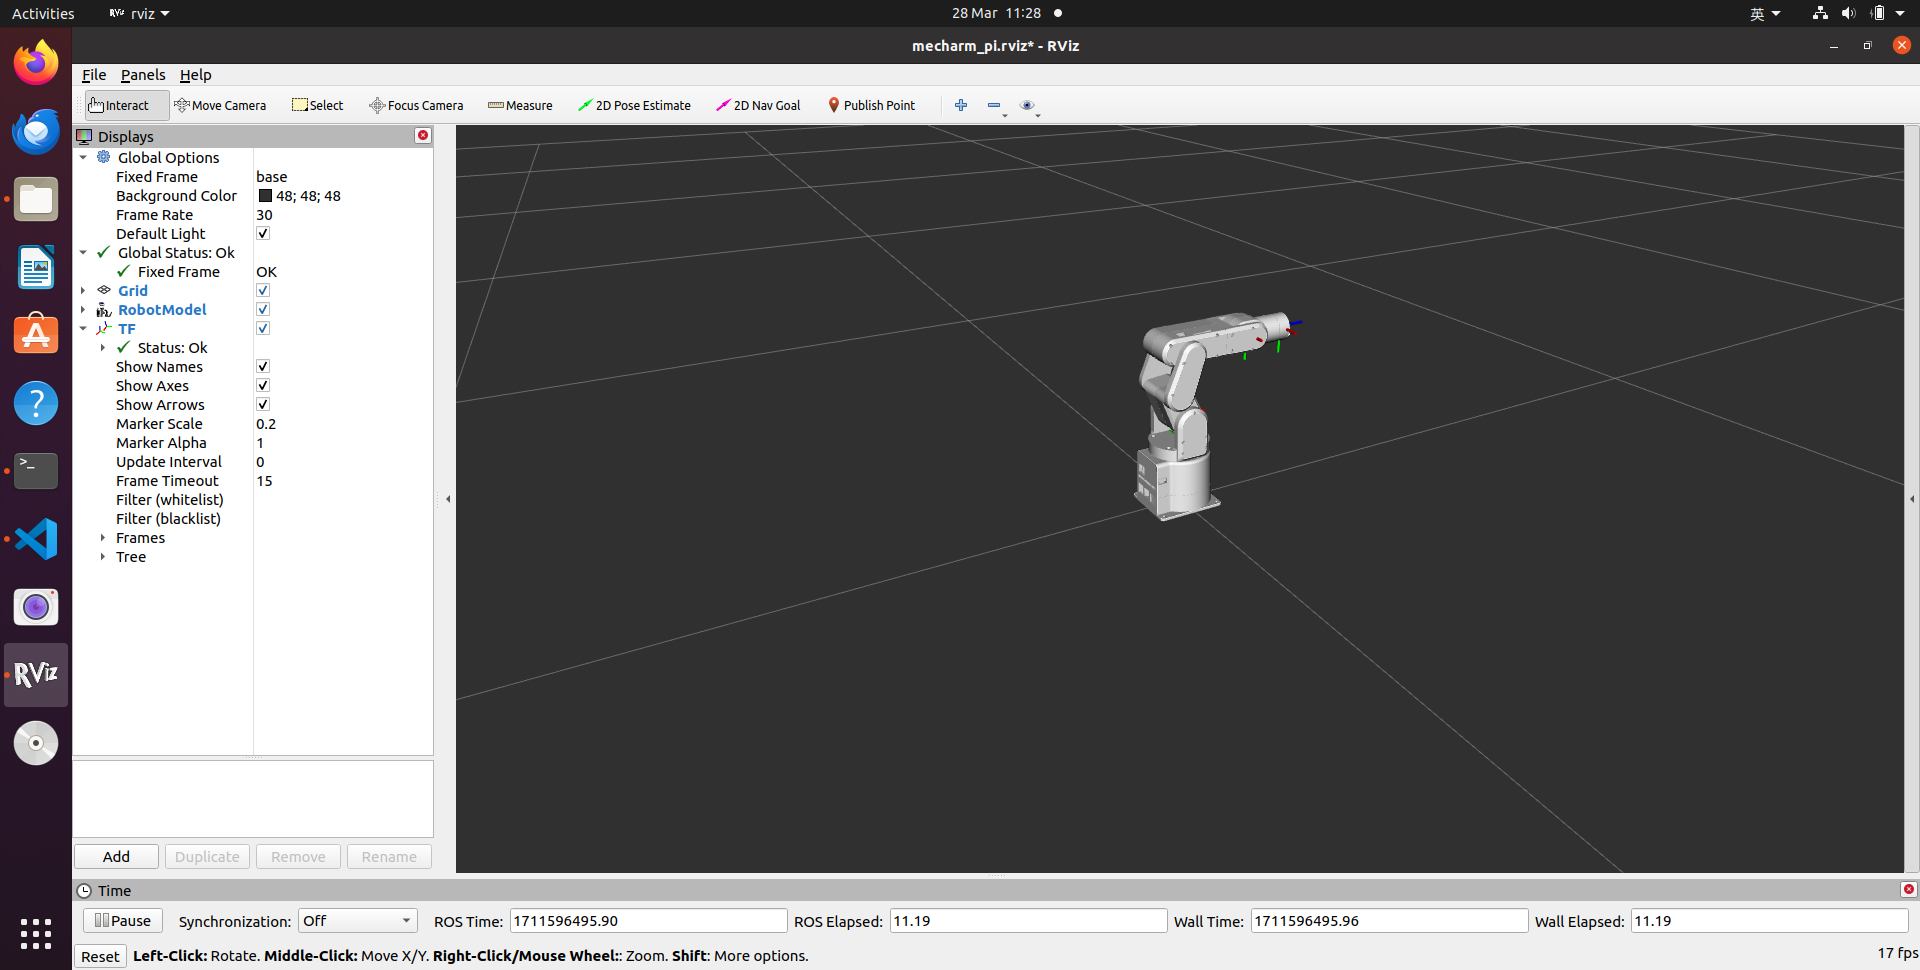 Activities RViz rviz 28 Mar 11:28 英
mecharm_pi.rviz* - RViz
File Panels Help
Interact Move Camera Select Focus Camera Measure 2D Pose Estimate 2D Nav Goal Publish Point
Displays
Global Options
Fixed Frame base
Background Color 48; 48; 48
Frame Rate 30
Default Light
Global Status: Ok
Fixed Frame OK
Grid
RobotModel
TF
Status: Ok
Show Names
Show Axes
Show Arrows
Marker Scale 0.2
Marker Alpha 1
Update Interval 0
Frame Timeout 15
Filter (whitelist)
Filter (blacklist)
Frames
Tree
RViz
Add Duplicate Remove Rename
Time
Pause Synchronization: Off ROS Time: 1711596495.90 ROS Elapsed: 11.19 Wall Time: 1711596495.96 Wall Elapsed: 11.19
Reset Left-Click: Rotate. Middle-Click: Move X/Y. Right-Click/Mouse Wheel:: Zoom. Shift: More options. 17 fps